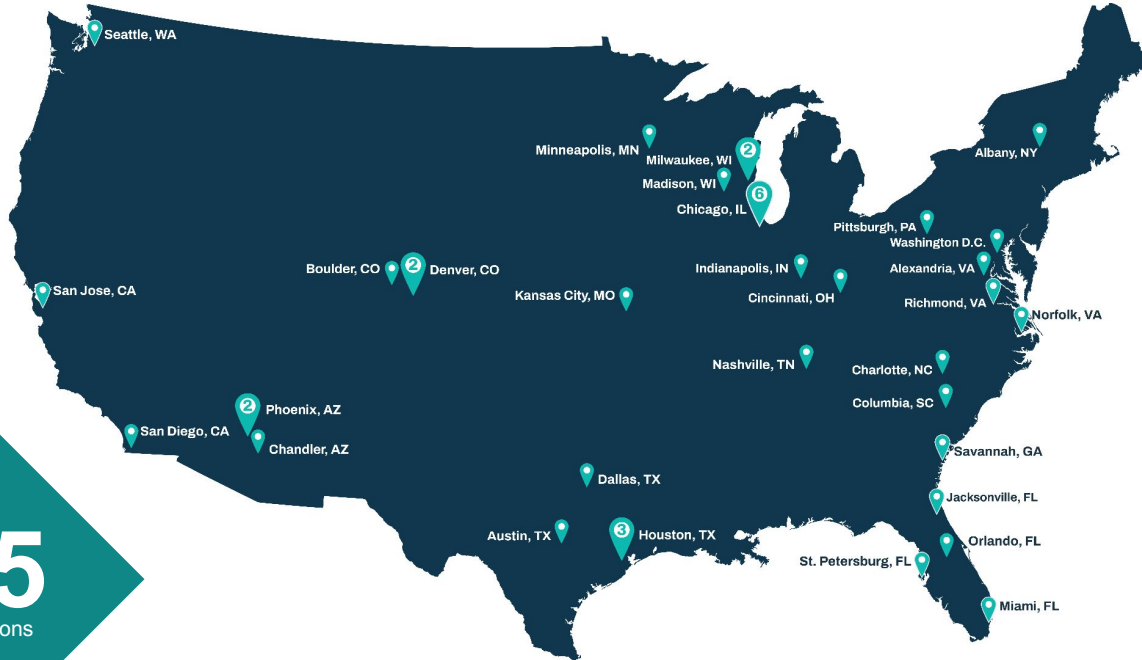 Seattle, WA
Minneapolis, MN
2
Milwaukee, WI
Madison, WI
6
Chicago, IL
Albany, NY
Pittsburgh, PA
Washington D.C.
Boulder, CO
2
Denver, CO
Indianapolis, IN
Alexandria, VA
San Jose, CA
Kansas City, MO
Cincinnati, OH
Richmond, VA
Norfolk, VA
Nashville, TN
Charlotte, NC
Columbia, SC
2
Phoenix, AZ
San Diego, CA
Chandler, AZ
Savannah, GA
Dallas, TX
Jacksonville, FL
Austin, TX
3
Houston, TX
Orlando, FL
St. Petersburg, FL
Miami, FL
5
ons